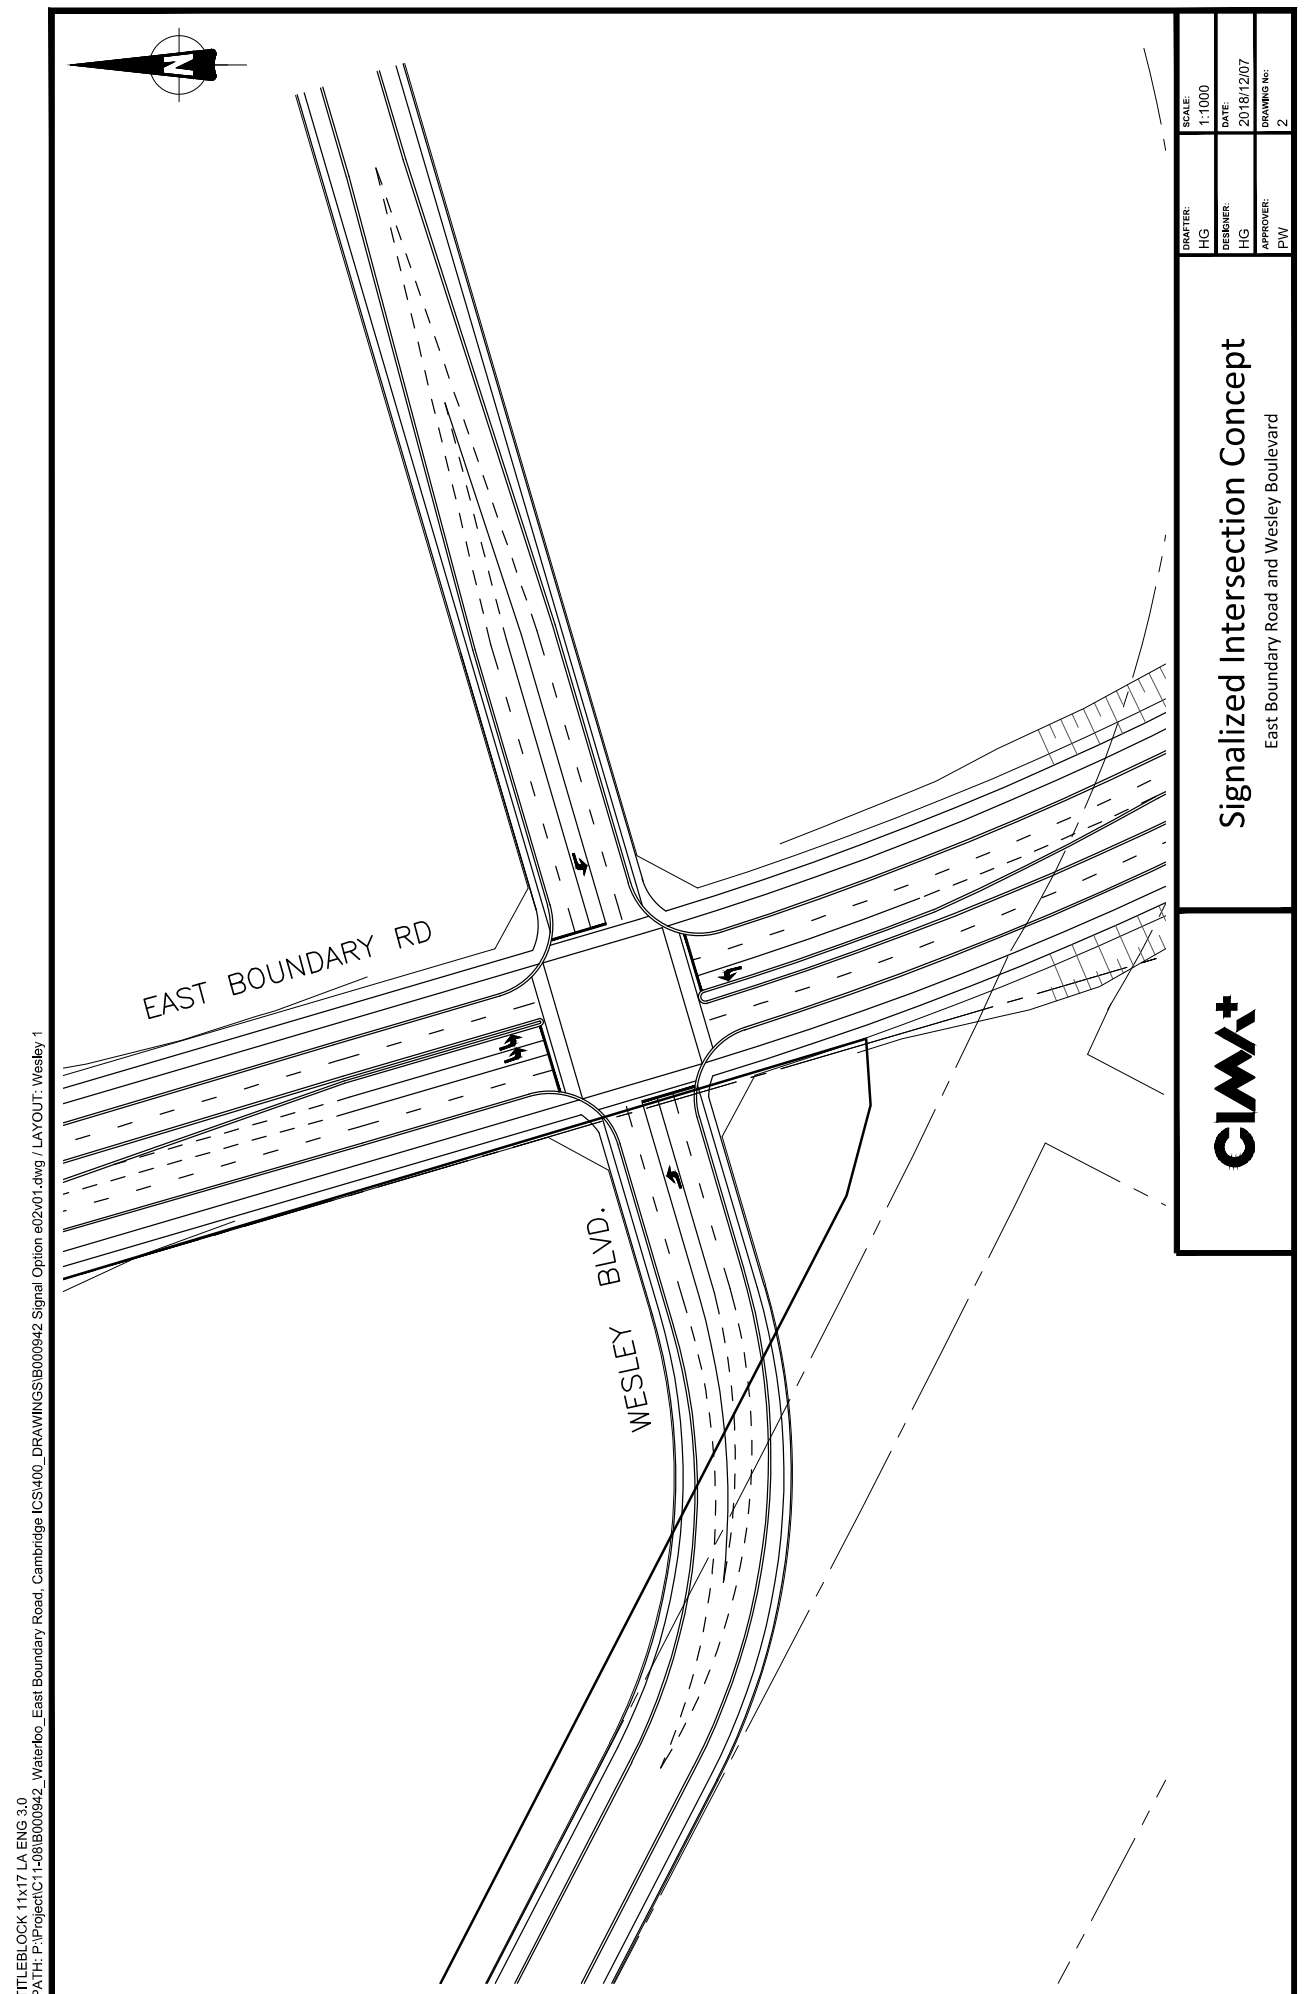 TITLEBLOCK 11x17 LA ENG 3.0
PATH: P:\Project\C11-08\B000942_Waterloo_East Boundary Road, Cambridge ICS\400_DRAWINGS\B000942 Signal Option e02v01.dwg / LAYOUT: Wesley 1
N
EAST BOUNDARY RD
WESLEY BLVD.
CIMA+
Signalized Intersection Concept
East Boundary Road and Wesley Boulevard
DRAFTER:
HG
SCALE:
1:1000
DESIGNER:
HG
DATE:
2018/12/07
APPROVER:
PW
DRAWING No:
2